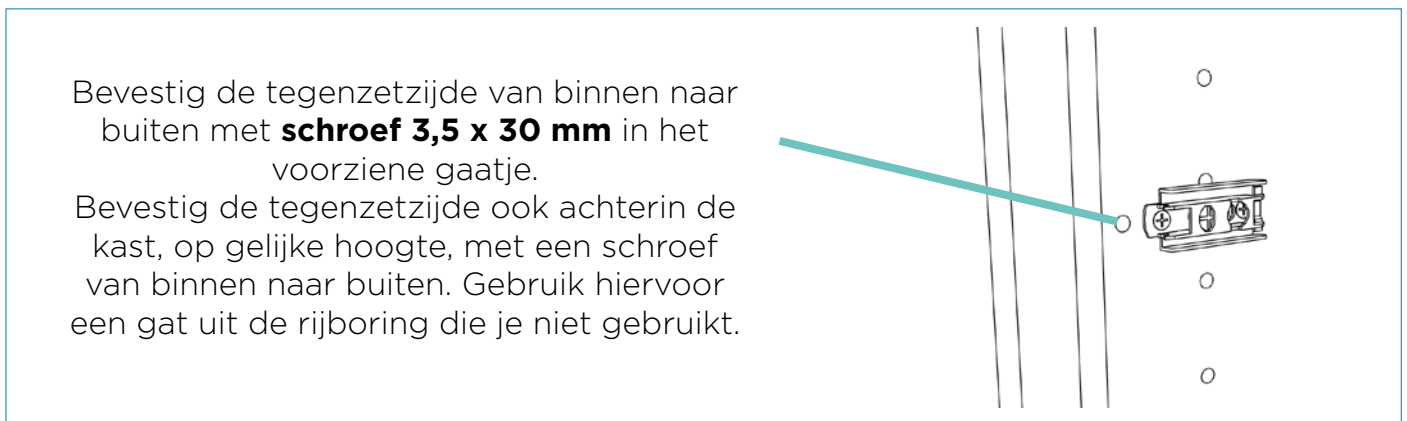 Bevestig de tegenzetzijde van binnen naar
buiten met schroef 3,5 x 30 mm in het
voorziene gaatje.
Bevestig de tegenzetzijde ook achterin de
kast, op gelijke hoogte, met een schroef
van binnen naar buiten. Gebruik hiervoor
een gat uit de rijboring die je niet gebruikt.